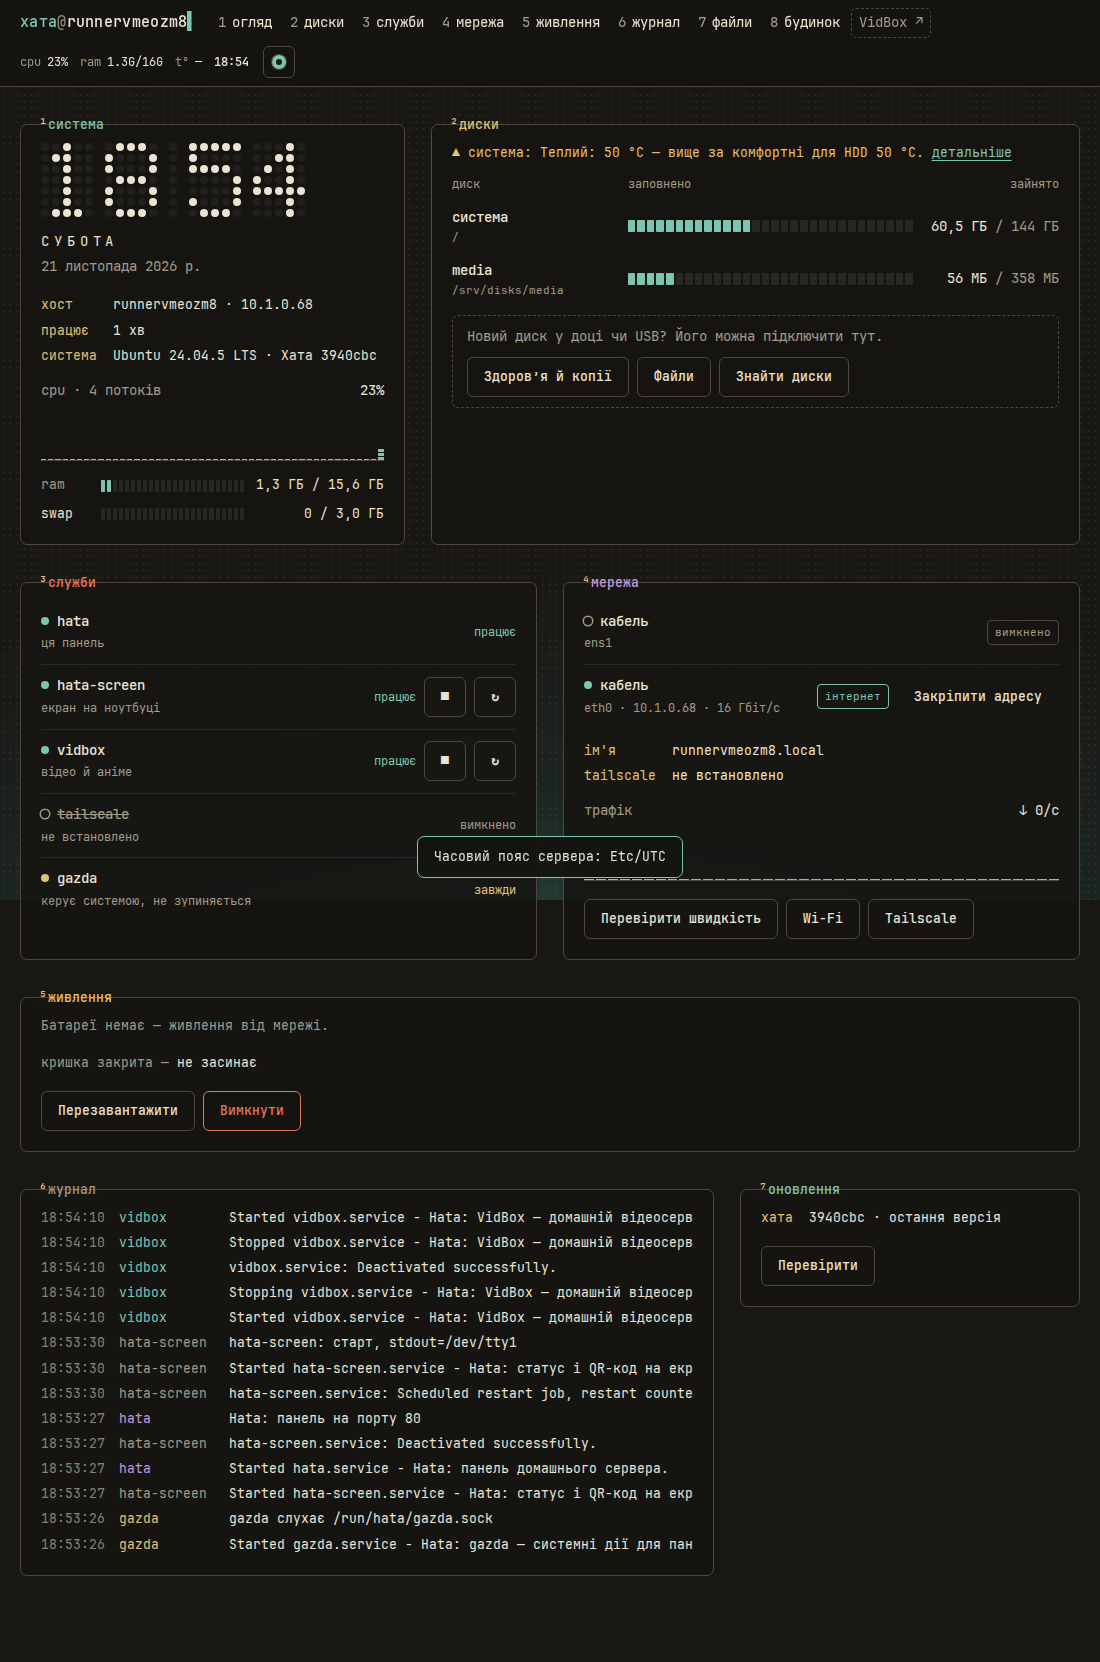 хата@runnervmeozm8 1 огляд 2 диски 3 служби 4 мережа 5 живлення 6 журнал 7 файли 8 будинок VidBox ↗
cpu 23% ram 1.3G/16G t° — 18:54
1 система
18:54
СУБОТА
21 листопада 2026 р.
хост runnervmeozm8 · 10.1.0.68
працює 1 хв
система Ubuntu 24.04.5 LTS · Хата 3940cbc
cpu · 4 потоків 23%
ram 1,3 ГБ / 15,6 ГБ
swap 0 / 3,0 ГБ
2 диски
▲ система: Теплий: 50 °C — вище за комфортні для HDD 50 °C. детальніше
диск заповнено зайнято
система
/
60,5 ГБ / 144 ГБ
media
/srv/disks/media
56 МБ / 358 МБ
Новий диск у доці чи USB? Його можна підключити тут.
Здоров’я й копії Файли Знайти диски
3 служби
hata
ця панель
працює
hata-screen
екран на ноутбуці
працює ■ ↻
vidbox
відео й аніме
працює ■ ↻
tailscale
не встановлено
вимкнено
gazda
керує системою, не зупиняється
завжди
4 мережа
кабель
ens1
вимкнено
кабель
eth0 · 10.1.0.68 · 16 Гбіт/с
інтернет Закріпити адресу
ім'я runnervmeozm8.local
tailscale не встановлено
трафік ↓ 0/с
Часовий пояс сервера: Etc/UTC
Перевірити швидкість Wi-Fi Tailscale
5 живлення
Батареї немає — живлення від мережі.
кришка закрита — не засинає
Перезавантажити Вимкнути
6 журнал
18:54:10 vidbox Started vidbox.service - Hata: VidBox — домашній відеосерв
18:54:10 vidbox Stopped vidbox.service - Hata: VidBox — домашній відеосерв
18:54:10 vidbox vidbox.service: Deactivated successfully.
18:54:10 vidbox Stopping vidbox.service - Hata: VidBox — домашній відеосер
18:54:10 vidbox Started vidbox.service - Hata: VidBox — домашній відеосерв
18:53:30 hata-screen hata-screen: старт, stdout=/dev/tty1
18:53:30 hata-screen Started hata-screen.service - Hata: статус і QR-код на екр
18:53:30 hata-screen hata-screen.service: Scheduled restart job, restart counte
18:53:27 hata Hata: панель на порту 80
18:53:27 hata-screen hata-screen.service: Deactivated successfully.
18:53:27 hata Started hata.service - Hata: панель домашнього сервера.
18:53:27 hata-screen Started hata-screen.service - Hata: статус і QR-код на екр
18:53:26 gazda gazda слухає /run/hata/gazda.sock
18:53:26 gazda Started gazda.service - Hata: gazda — системні дії для пан
7 оновлення
хата 3940cbc · остання версія
Перевірити